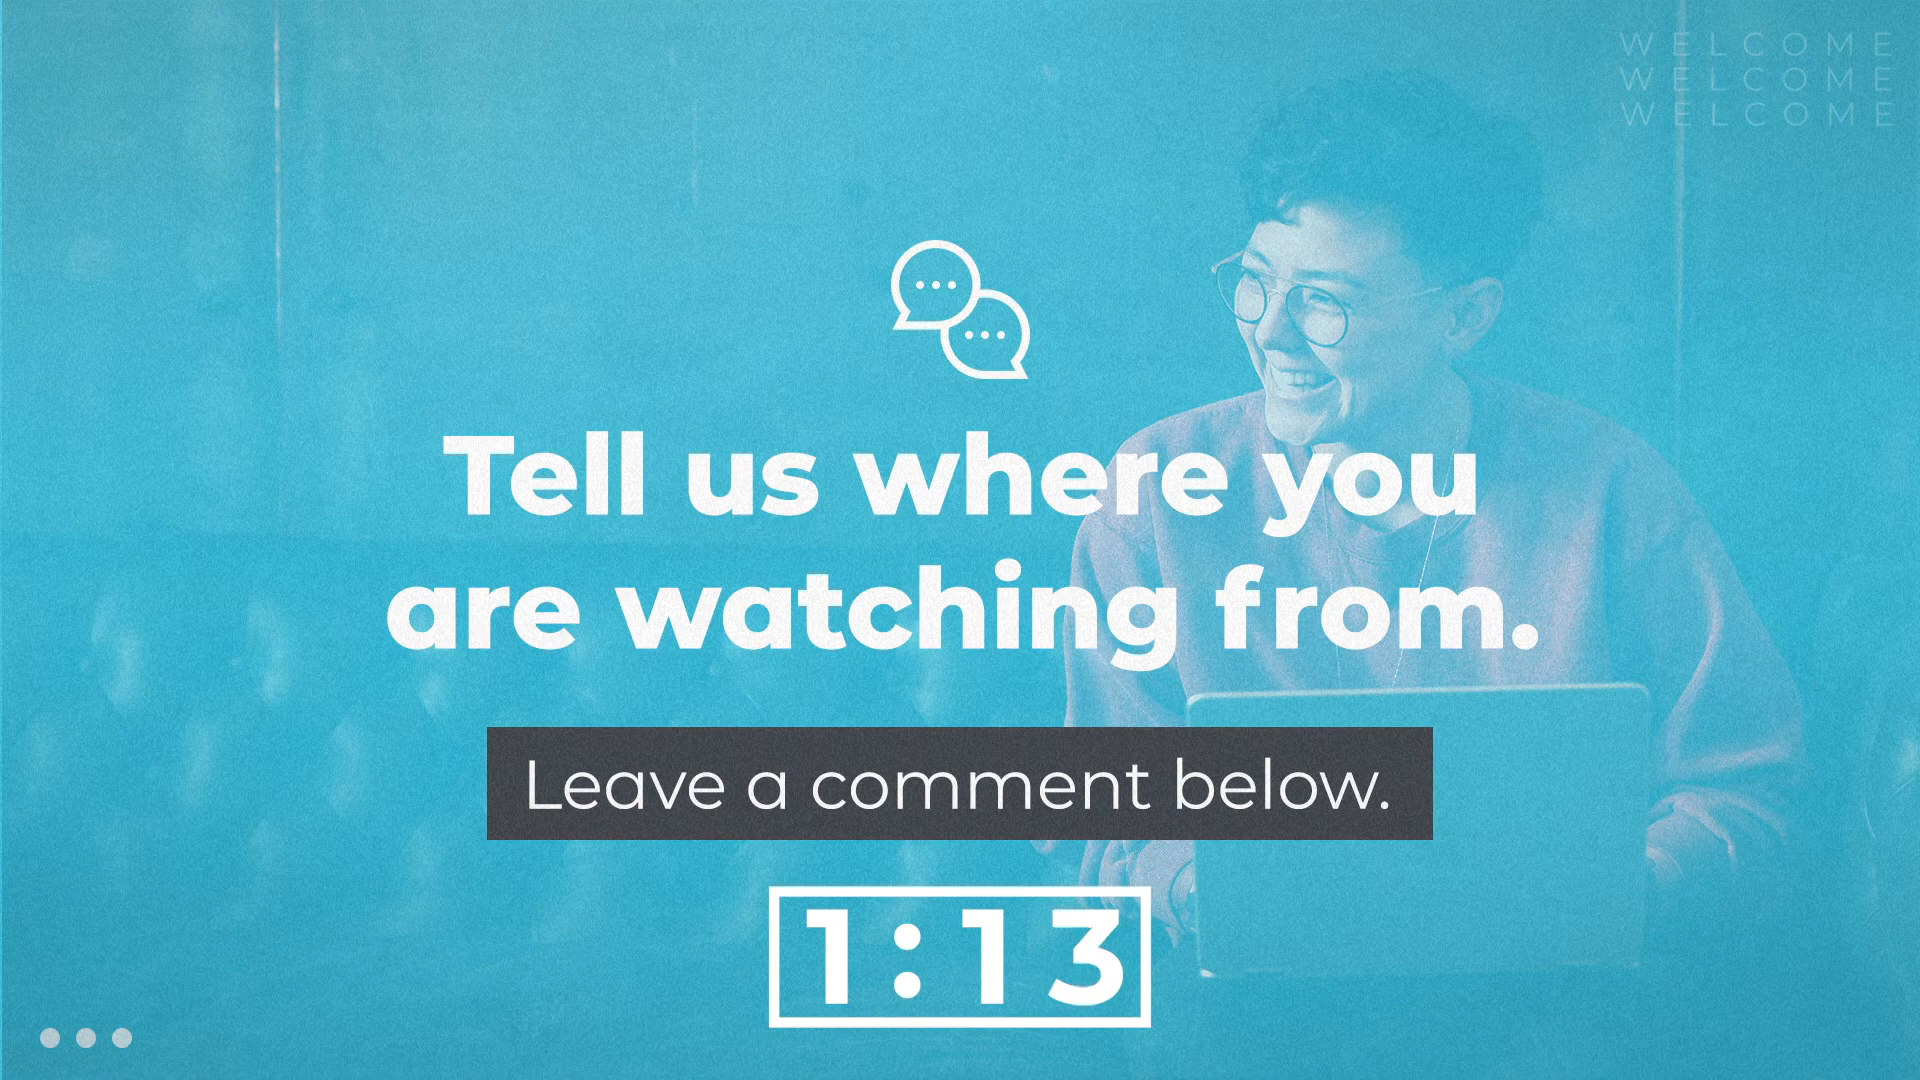 WELCOME
WELCOME
WELCOME
Tell us where you
are watching from.
Leave a comment below.
1:13